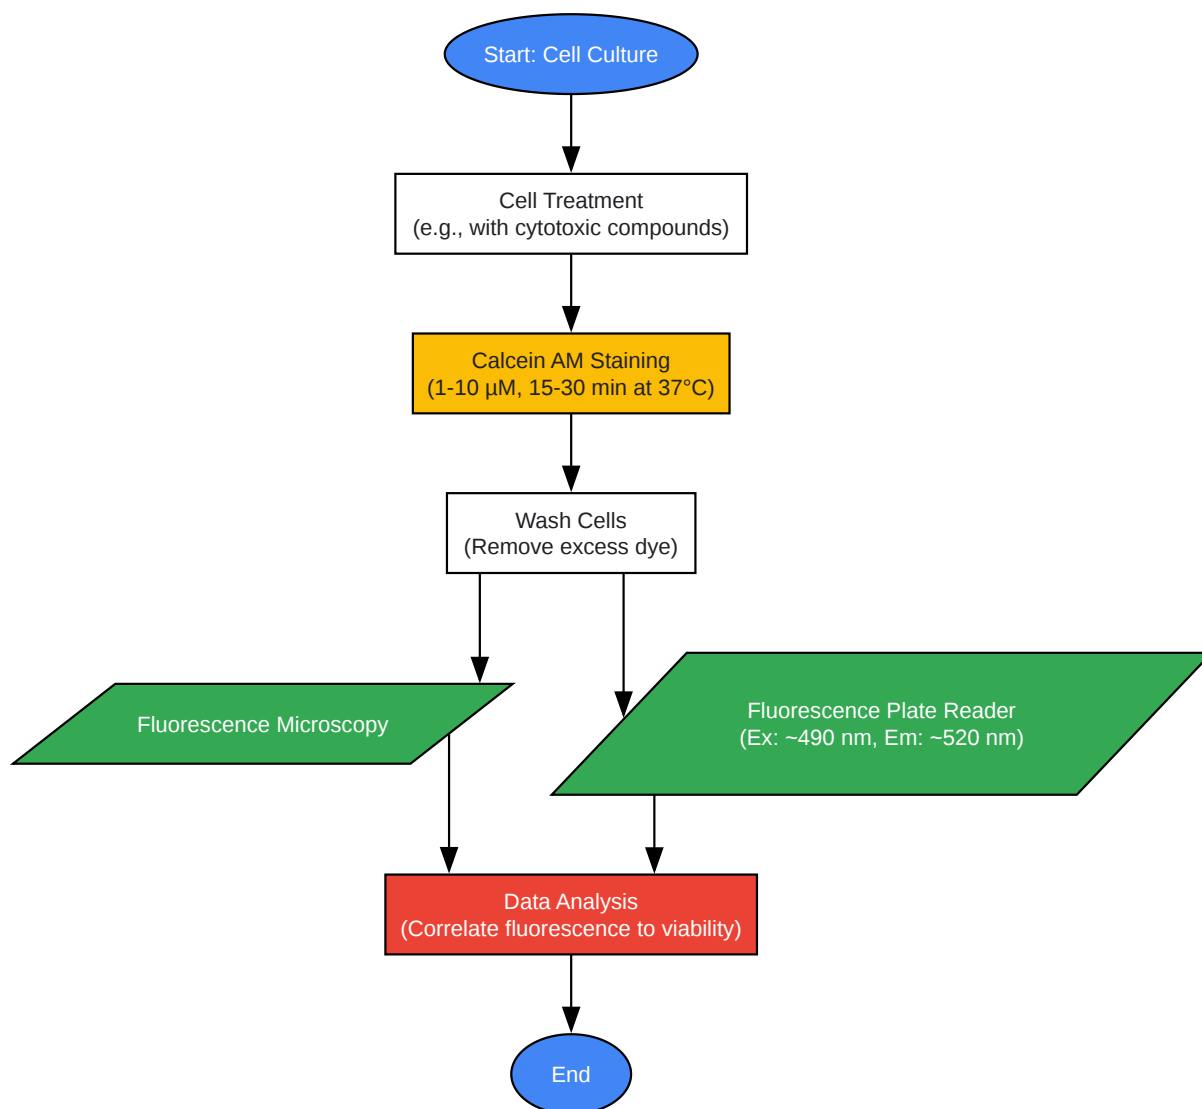 Start: Cell Culture
Cell Treatment
(e.g., with cytotoxic compounds)
Calcein AM Staining
(1-10 µM, 15-30 min at 37°C)
Wash Cells
(Remove excess dye)
Fluorescence Microscopy
Fluorescence Plate Reader
(Ex: ~490 nm, Em: ~520 nm)
Data Analysis
(Correlate fluorescence to viability)
End